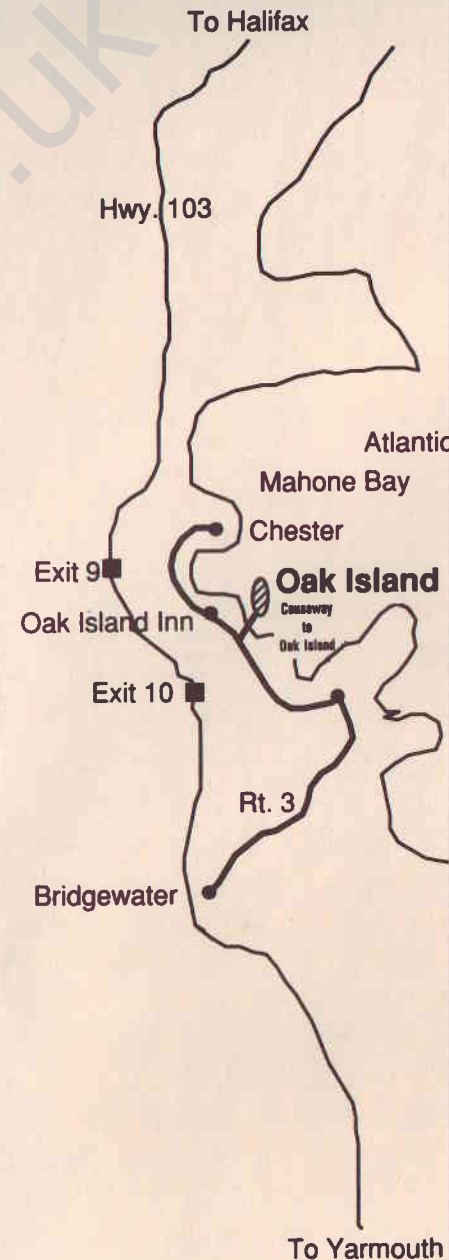 .uk
To Halifax
Hwy. 103
Atlantic
Mahone Bay
Chester
Exit 9
Oak Island
Causeway
to
Oak Island
Oak Island Inn
Exit 10
Rt. 3
Bridgewater
To Yarmouth